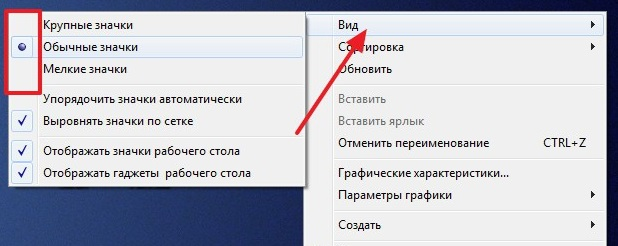 Крупные значки
Обычные значки
Мелкие значки
Упорядочить значки автоматически
Выровнять значки по сетке
Отображать значки рабочего стола
Отображать гаджеты  рабочего стола
Вид
Сортировка
Обновить
Вставить
Вставить ярлык
Отменить переименование CTRL+Z
Графические характеристики...
Параметры графики
Создать